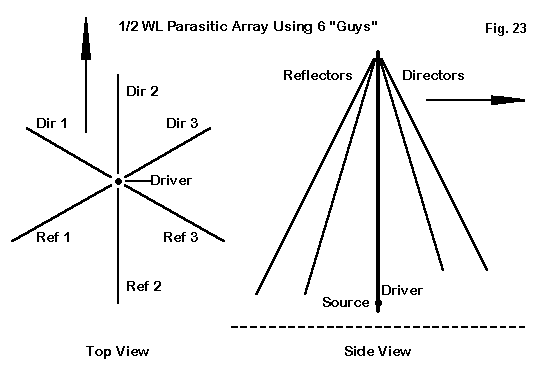 1/2 WL Parasitic Array Using 6 "Guys"
Fig. 23
Reflectors
Directors
Dir 2
Dir 1
Dir 3
Driver
Ref 1
Ref 3
Ref 2
Driver
Source
Top View
Side View